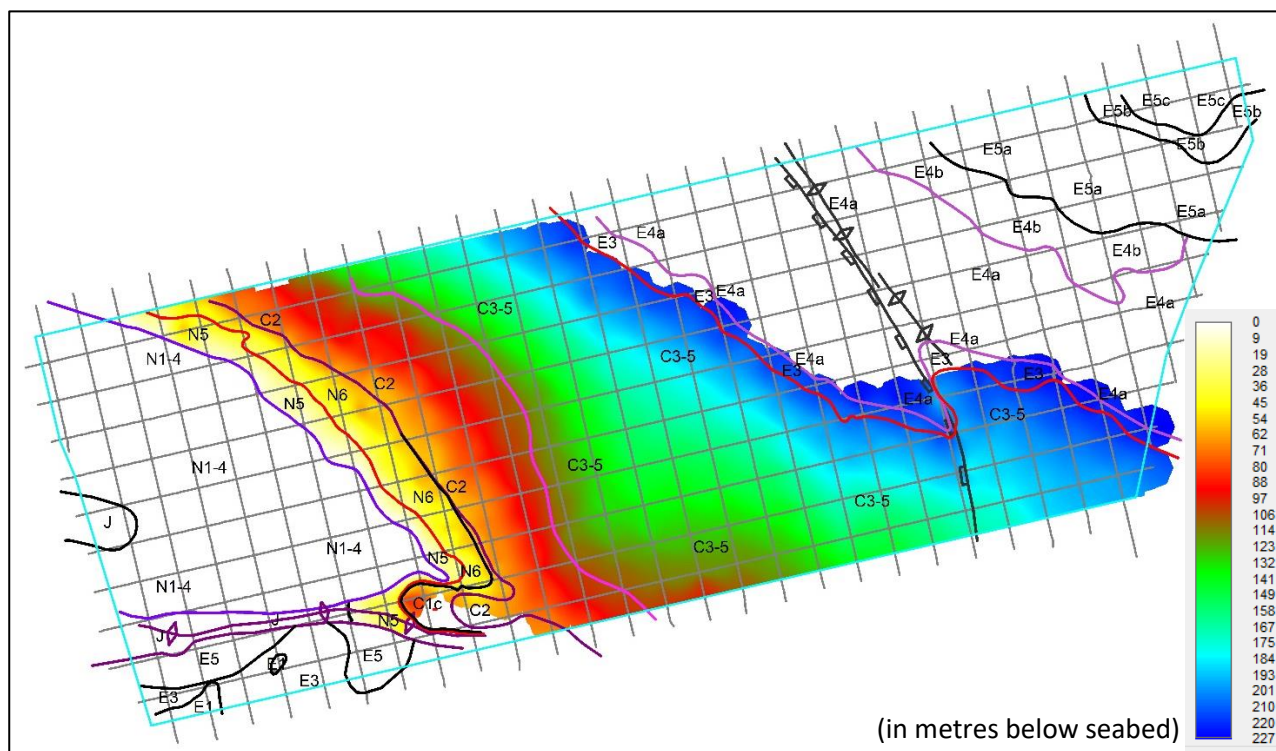 E5c
E5c
E5b
E5b
E5b
E5a
E4b
E5a
E4a
E5a
E3
E4a
E4b
E4b
E4a
E4a
E3
E4a
C2
C3-5
N5
N1-4
E4a
E3
C3-5
E4a
E3
E3
C2
N6
N5
E4a
E4a
C3-5
N1-4
C3-5
C2
N6
C3-5
J
N1-4
C3-5
N5
N6
N1-4
C1c
C2
J
J
N5
E5
E5
E3
E3
E1
0
9
19
28
36
45
54
62
71
80
88
97
106
114
123
132
140
149
158
167
175
184
193
201
210
220
227
(in metres below seabed)